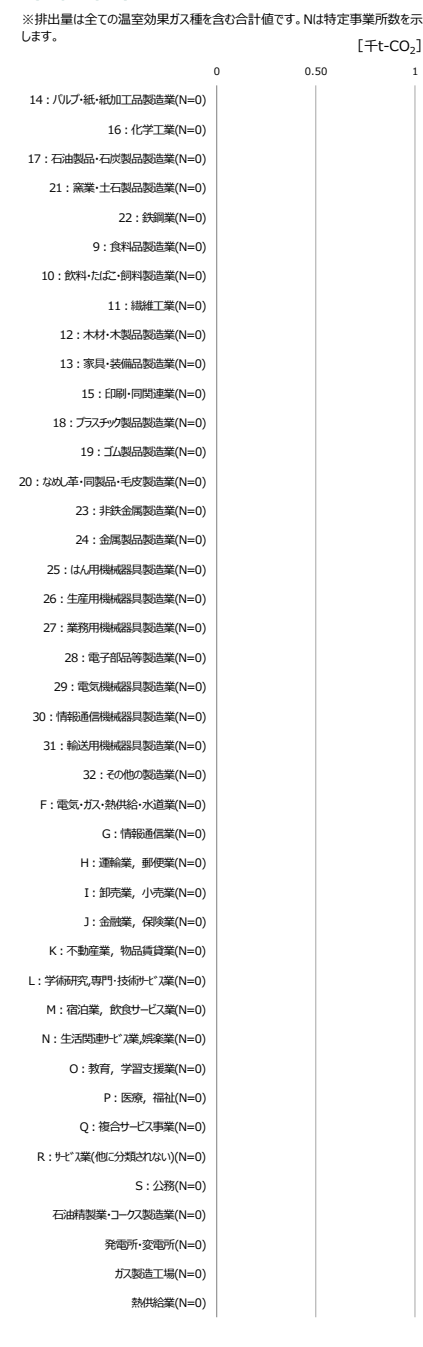 ※排出量は全ての温室効果ガス種を含む合計値です。Nは特定事業所数を示
します。
[千t-CO₂]
0 0.50 1
14：パルプ・紙・紙加工品製造業(N=0)
16：化学工業(N=0)
17：石油製品・石炭製品製造業(N=0)
21：窯業・土石製品製造業(N=0)
22：鉄鋼業(N=0)
9：食料品製造業(N=0)
10：飲料・たばこ・飼料製造業(N=0)
11：繊維工業(N=0)
12：木材・木製品製造業(N=0)
13：家具・装備品製造業(N=0)
15：印刷・同関連業(N=0)
18：プラスチック製品製造業(N=0)
19：ゴム製品製造業(N=0)
20：なめし革・同製品・毛皮製造業(N=0)
23：非鉄金属製造業(N=0)
24：金属製品製造業(N=0)
25：はん用機械器具製造業(N=0)
26：生産用機械器具製造業(N=0)
27：業務用機械器具製造業(N=0)
28：電子部品等製造業(N=0)
29：電気機械器具製造業(N=0)
30：情報通信機械器具製造業(N=0)
31：輸送用機械器具製造業(N=0)
32：その他の製造業(N=0)
F：電気・ガス・熱供給・水道業(N=0)
G：情報通信業(N=0)
H：運輸業，郵便業(N=0)
I：卸売業，小売業(N=0)
J：金融業，保険業(N=0)
K：不動産業，物品賃貸業(N=0)
L：学術研究,専門・技術ｻｰﾋﾞｽ業(N=0)
M：宿泊業，飲食サービス業(N=0)
N：生活関連ｻｰﾋﾞｽ業,娯楽業(N=0)
O：教育，学習支援業(N=0)
P：医療，福祉(N=0)
Q：複合サービス事業(N=0)
R：ｻｰﾋﾞｽ業(他に分類されない)(N=0)
S：公務(N=0)
石油精製業・コークス製造業(N=0)
発電所・変電所(N=0)
ガス製造工場(N=0)
熱供給業(N=0)